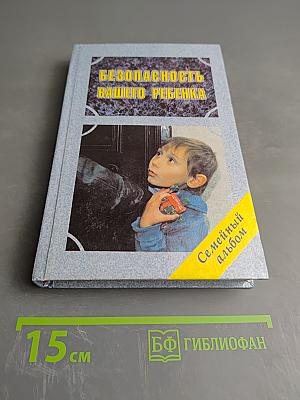 БЕЗОПАСНОСТЬ
ВАШЕГО РЕБЕНКА
Семейный
альбом
15 см
БФ ГИБЛИОФАН